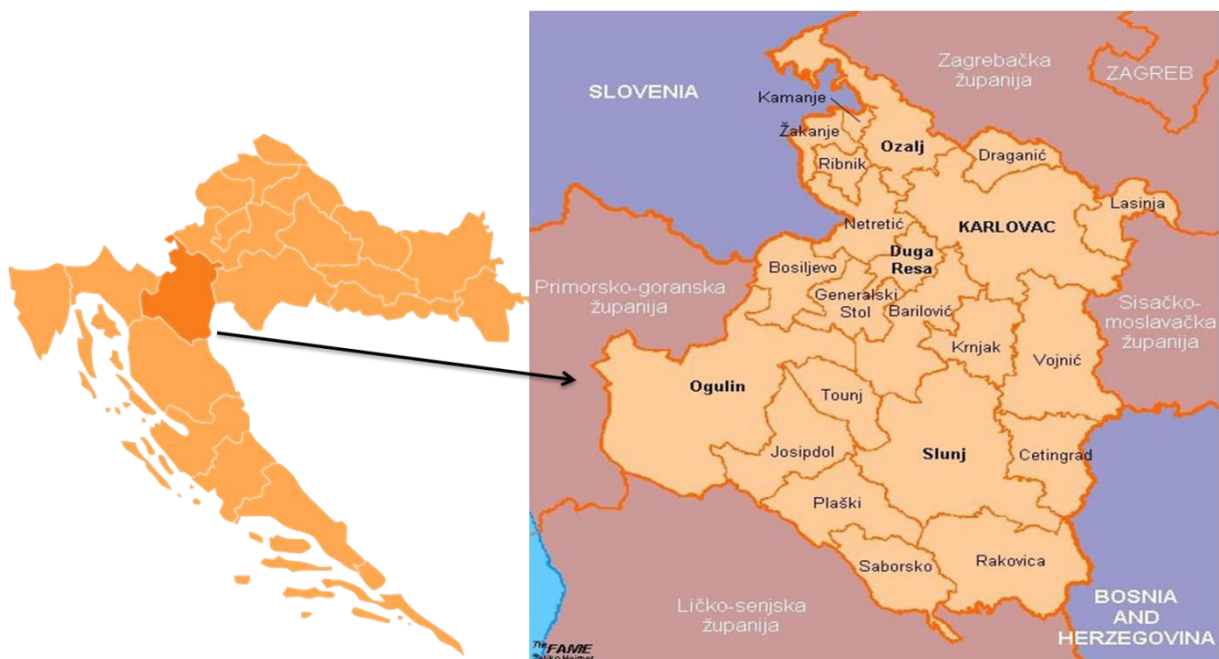 SLOVENIA
Zagrebačka
županija
ZAGREB
Kamanje
Žakanje
Ozalj
Draganić
Ribnik
Lasinja
Netretić
KARLOVAC
Duga
Resa
Bosiljevo
Primorsko-goranska
županija
Generalski
Stol
Barilović
Sisačko-
moslavačka
županija
Krnjak
Vojnić
Ogulin
Tounj
Josipdol
Slunj
Cetingrad
Plaški
Saborsko
Rakovica
Ličko-senjska
županija
BOSNIA
AND
HERZEGOVINA
The
FAME